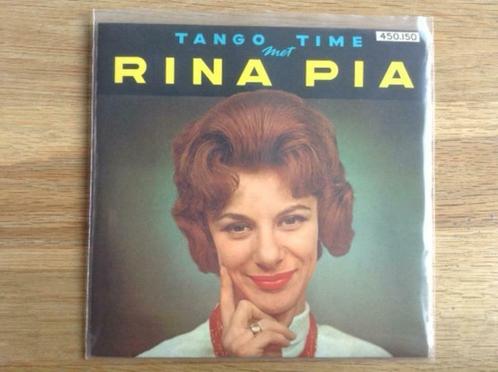 TANGO TIME
met
450.150
RINA PIA